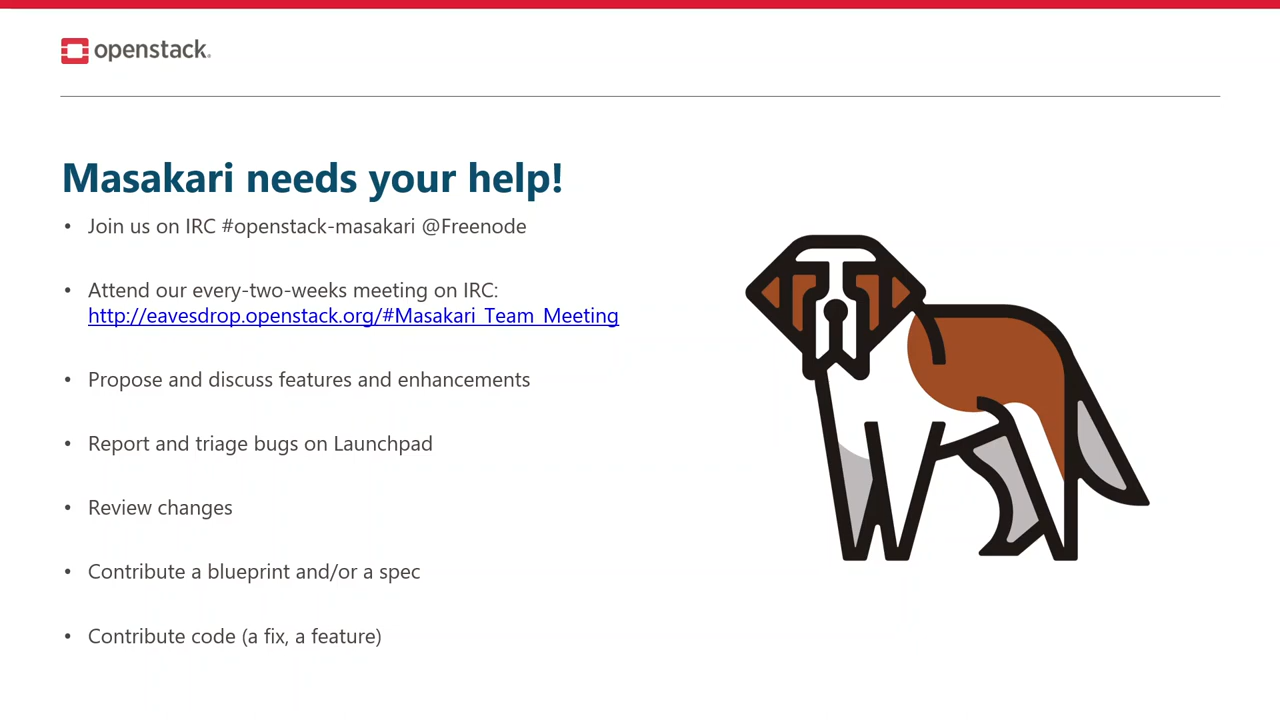 openstack.
Masakari needs your help!
• Join us on IRC #openstack-masakari @Freenode
• Attend our every-two-weeks meeting on IRC:
http://eavesdrop.openstack.org/#Masakari_Team_Meeting
• Propose and discuss features and enhancements
• Report and triage bugs on Launchpad
• Review changes
• Contribute a blueprint and/or a spec
• Contribute code (a fix, a feature)